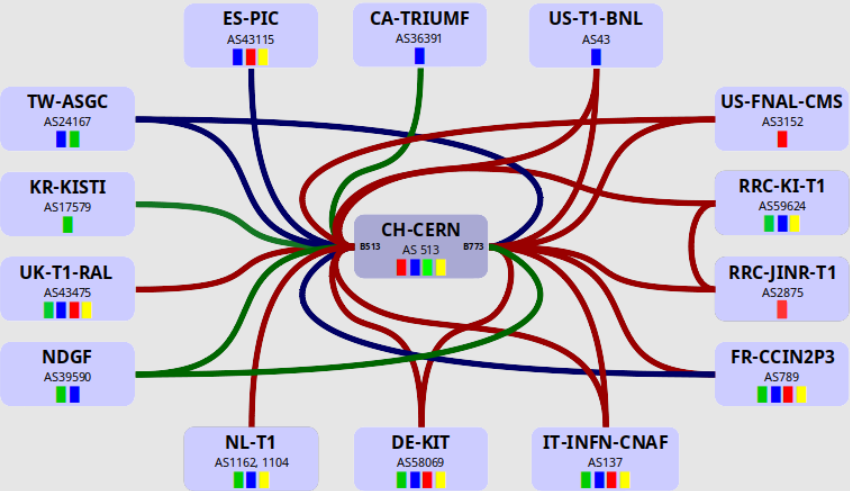 ES-PIC
AS43115
CA-TRIUMF
AS36391
US-T1-BNL
AS43
TW-ASGC
AS24167
US-FNAL-CMS
AS3152
KR-KISTI
AS17579
RRC-KI-T1
AS59624
CH-CERN
B513
AS 513
B773
UK-T1-RAL
AS43475
RRC-JINR-T1
AS2875
NDGF
AS39590
FR-CCIN2P3
AS789
NL-T1
AS1162, 1104
DE-KIT
AS58069
IT-INFN-CNAF
AS137